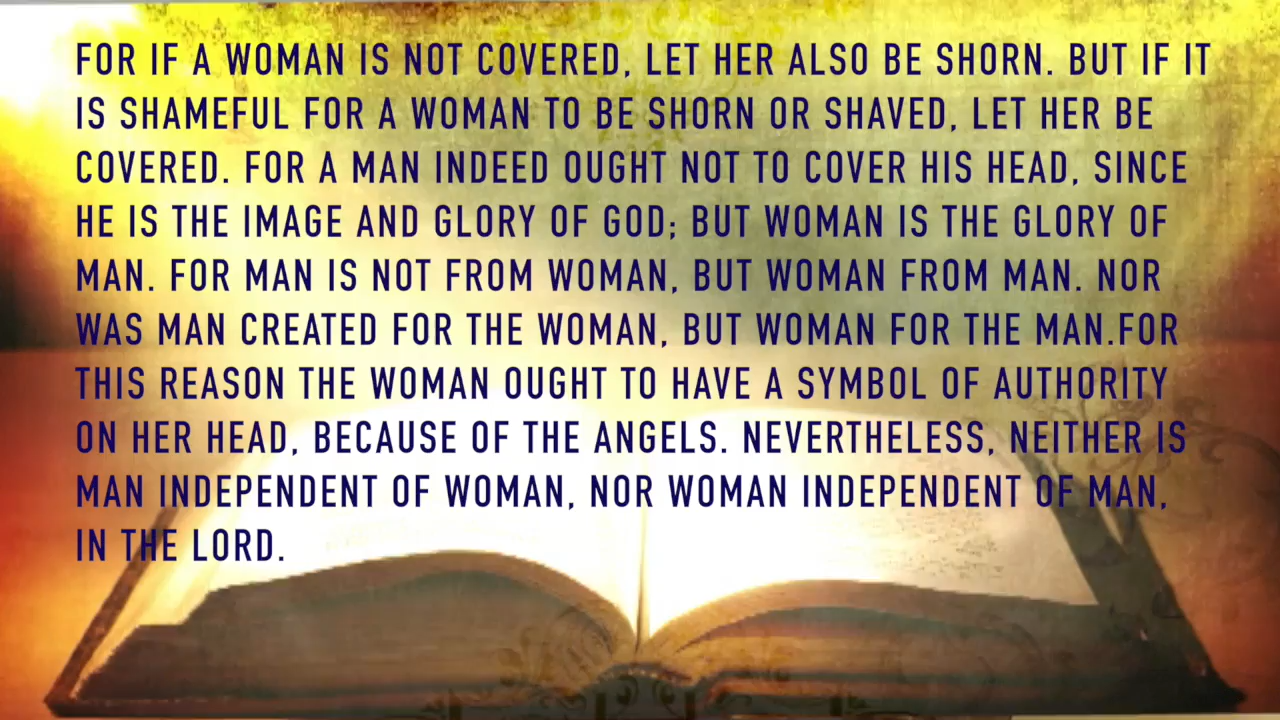 FOR IF A WOMAN IS NOT COVERED, LET HER ALSO BE SHORN. BUT IF IT
IS SHAMEFUL FOR A WOMAN TO BE SHORN OR SHAVED, LET HER BE
COVERED. FOR A MAN INDEED OUGHT NOT TO COVER HIS HEAD, SINCE
HE IS THE IMAGE AND GLORY OF GOD; BUT WOMAN IS THE GLORY OF
MAN. FOR MAN IS NOT FROM WOMAN, BUT WOMAN FROM MAN. NOR
WAS MAN CREATED FOR THE WOMAN, BUT WOMAN FOR THE MAN.FOR
THIS REASON THE WOMAN OUGHT TO HAVE A SYMBOL OF AUTHORITY
ON HER HEAD, BECAUSE OF THE ANGELS. NEVERTHELESS, NEITHER IS
MAN INDEPENDENT OF WOMAN, NOR WOMAN INDEPENDENT OF MAN,
IN THE LORD.